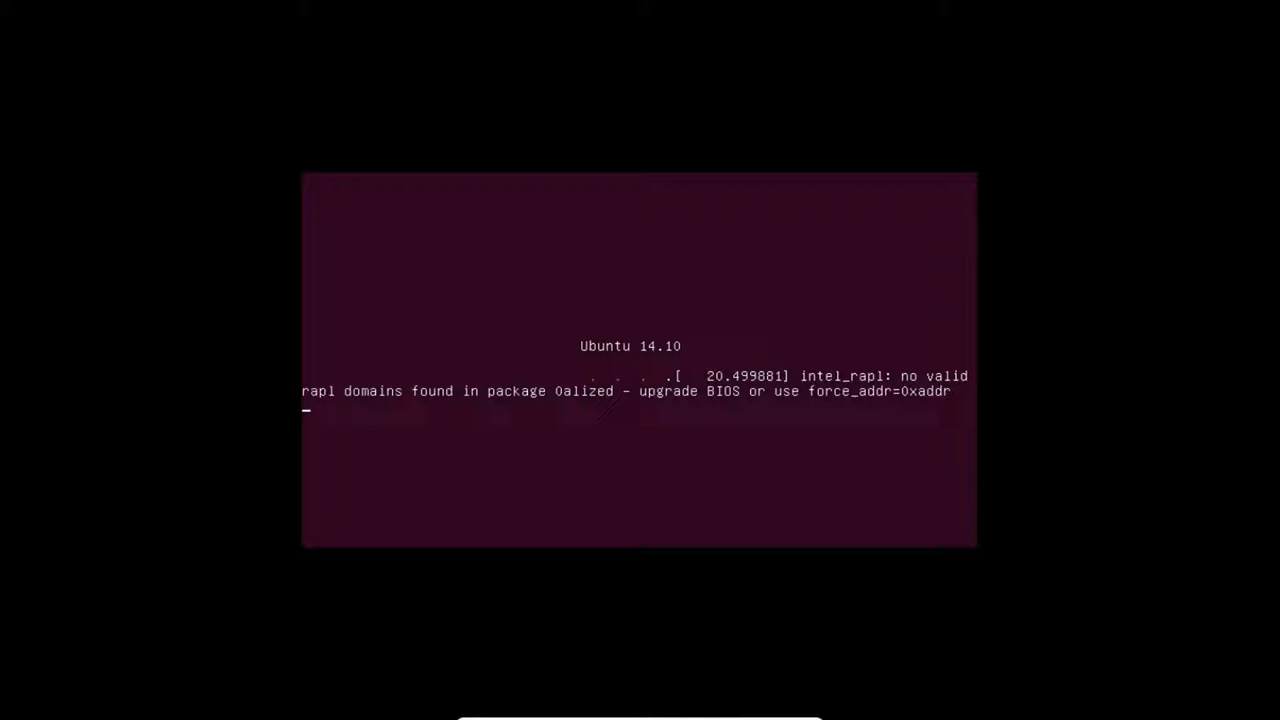 Ubuntu 14.10
. . . .[   20.499881] intel_rapl: no valid
rapl domains found in package 0alized - upgrade BIOS or use force_addr=0xaddr